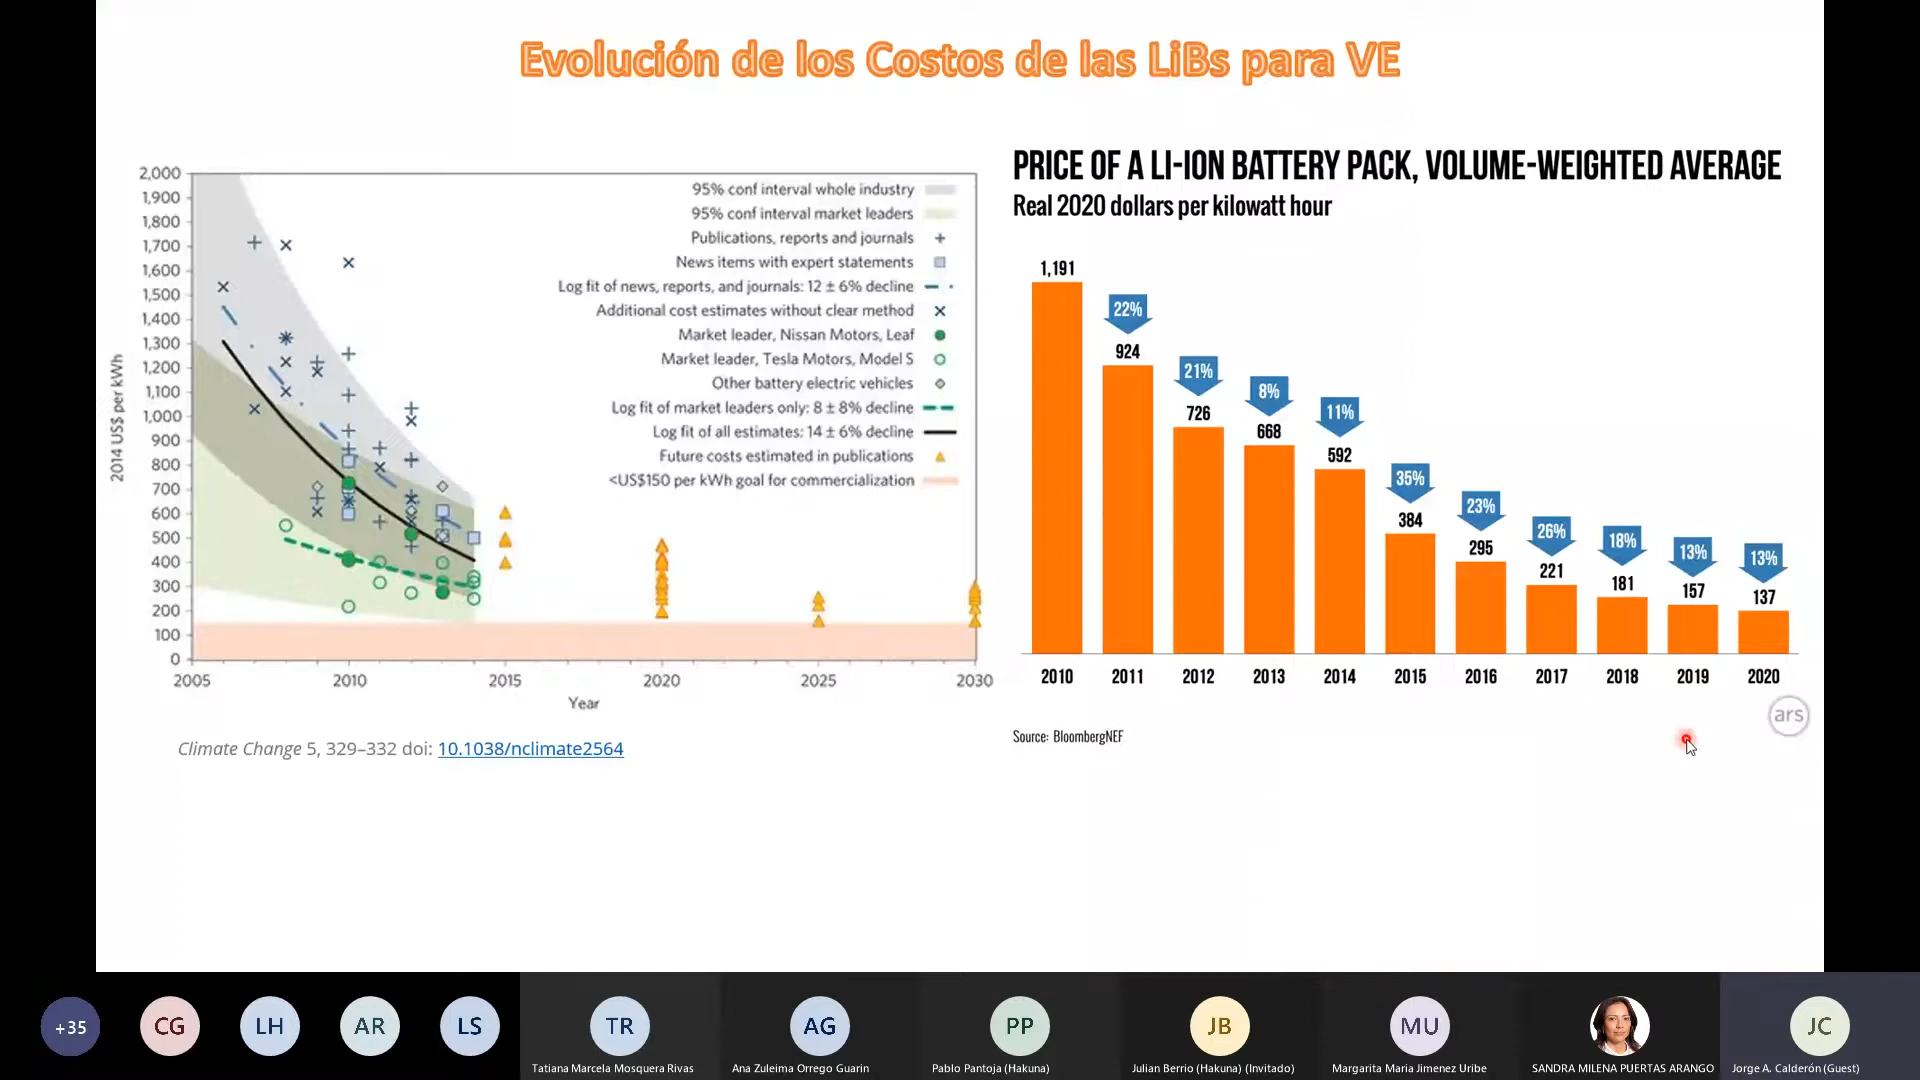 Evolución de los Costos de las LiBs para VE
2,000
1,900
1,800
1,700
1,600
1,500
1,400
1,300
1,200
1,100
1,000
900
800
700
600
500
400
300
200
100
0
2014 US$ per kWh
95% conf interval whole industry
95% conf interval market leaders
Publications, reports and journals
News items with expert statements
Log fit of news, reports, and journals: 12 ± 6% decline
Additional cost estimates without clear method
Market leader, Nissan Motors, Leaf
Market leader, Tesla Motors, Model S
Other battery electric vehicles
Log fit of market leaders only: 8 ± 8% decline
Log fit of all estimates: 14 ± 6% decline
Future costs estimated in publications
<US$150 per kWh goal for commercialization
2005 2010 2015 2020 2025 2030
Year
Climate Change 5, 329–332 doi: 10.1038/nclimate2564
PRICE OF A LI-ION BATTERY PACK, VOLUME-WEIGHTED AVERAGE
Real 2020 dollars per kilowatt hour
1,191
22%
924
21%
726
8%
668
11%
592
35%
384
23%
295
26%
221
18%
181
13%
157
13%
137
2010 2011 2012 2013 2014 2015 2016 2017 2018 2019 2020
ars
Source: BloombergNEF
+35 CG LH AR LS TR AG PP JB MU JC
Tatiana Marcela Mosquera Rivas
Ana Zuleima Orrego Guarin
Pablo Pantoja (Hakuna)
Julian Berrio (Hakuna) (Invitado)
Margarita Maria Jimenez Uribe
SANDRA MILENA PUERTAS ARANGO
Jorge A. Calderón (Guest)